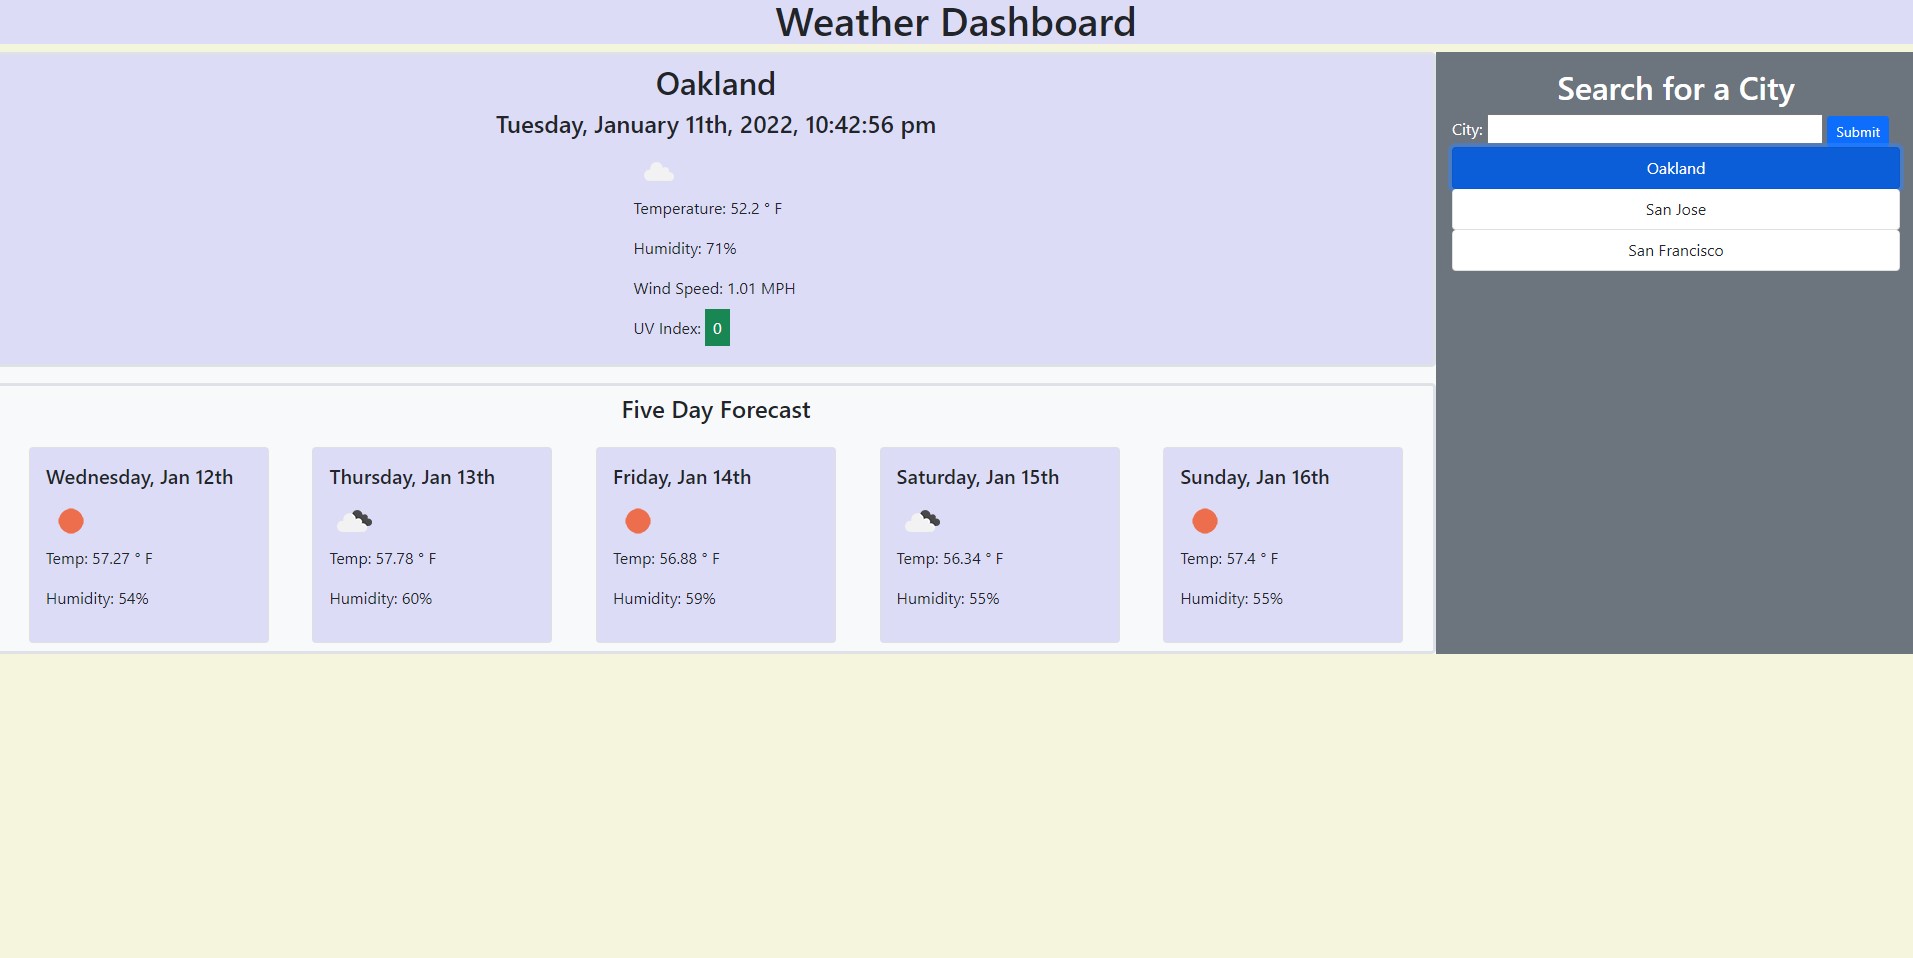 Weather Dashboard
Oakland
Tuesday, January 11th, 2022, 10:42:56 pm
Temperature: 52.2 ° F
Humidity: 71%
Wind Speed: 1.01 MPH
UV Index: 0
Five Day Forecast
Wednesday, Jan 12th
Temp: 57.27 ° F
Humidity: 54%
Thursday, Jan 13th
Temp: 57.78 ° F
Humidity: 60%
Friday, Jan 14th
Temp: 56.88 ° F
Humidity: 59%
Saturday, Jan 15th
Temp: 56.34 ° F
Humidity: 55%
Sunday, Jan 16th
Temp: 57.4 ° F
Humidity: 55%
Search for a City
City: Submit
Oakland
San Jose
San Francisco